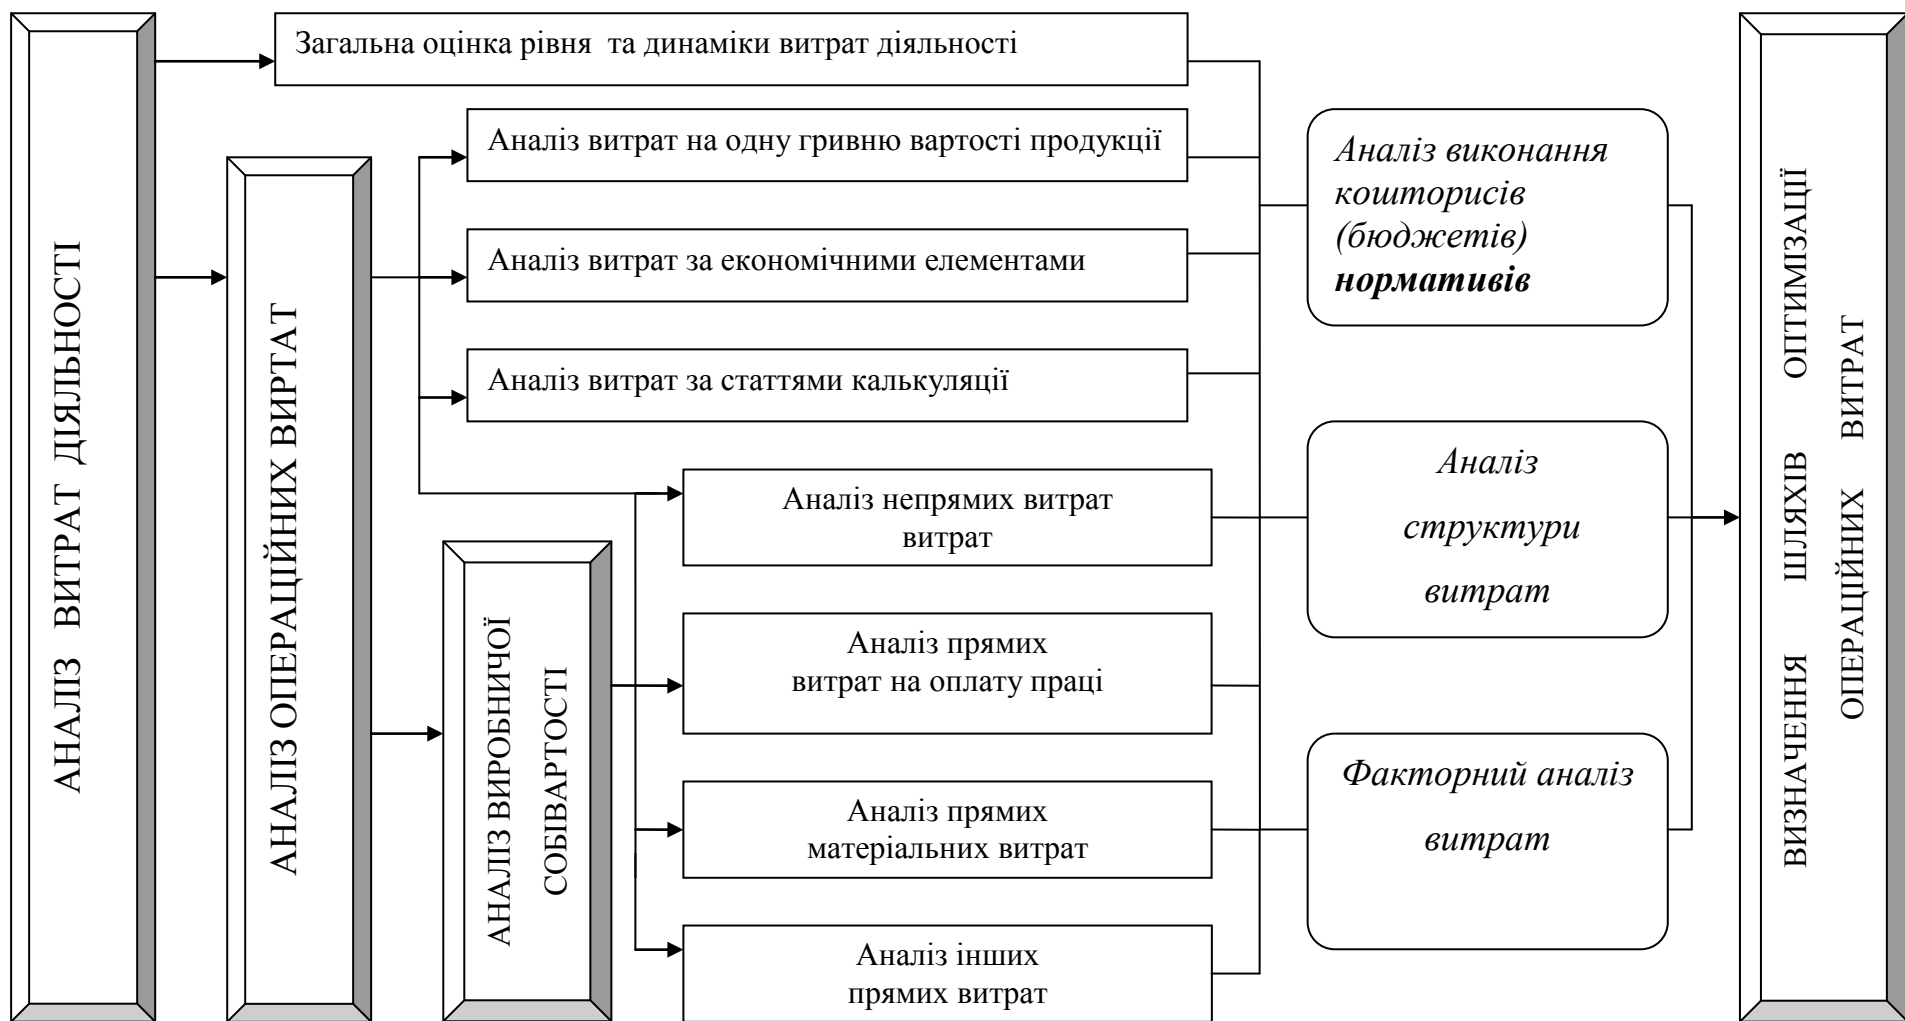 АНАЛІЗ ВИТРАТ ДІЯЛЬНОСТІ
Загальна оцінка рівня та динаміки витрат діяльності
АНАЛІЗ ОПЕРАЦІЙНИХ ВИРТАТ
Аналіз витрат на одну гривню вартості продукції
Аналіз витрат за економічними елементами
Аналіз витрат за статтями калькуляції
АНАЛІЗ ВИРОБНИЧОЇ
СОБІВАРТОСТІ
Аналіз непрямих витрат
витрат
Аналіз прямих
витрат на оплату праці
Аналіз прямих
матеріальних витрат
Аналіз інших
прямих витрат
Аналіз виконання
кошторисів
(бюджетів)
нормативів
Аналіз
структури
витрат
Факторний аналіз
витрат
ВИЗНАЧЕННЯ ШЛЯХІВ ОПТИМИЗАЦІЇ
ОПЕРАЦІЙНИХ ВИТРАТ